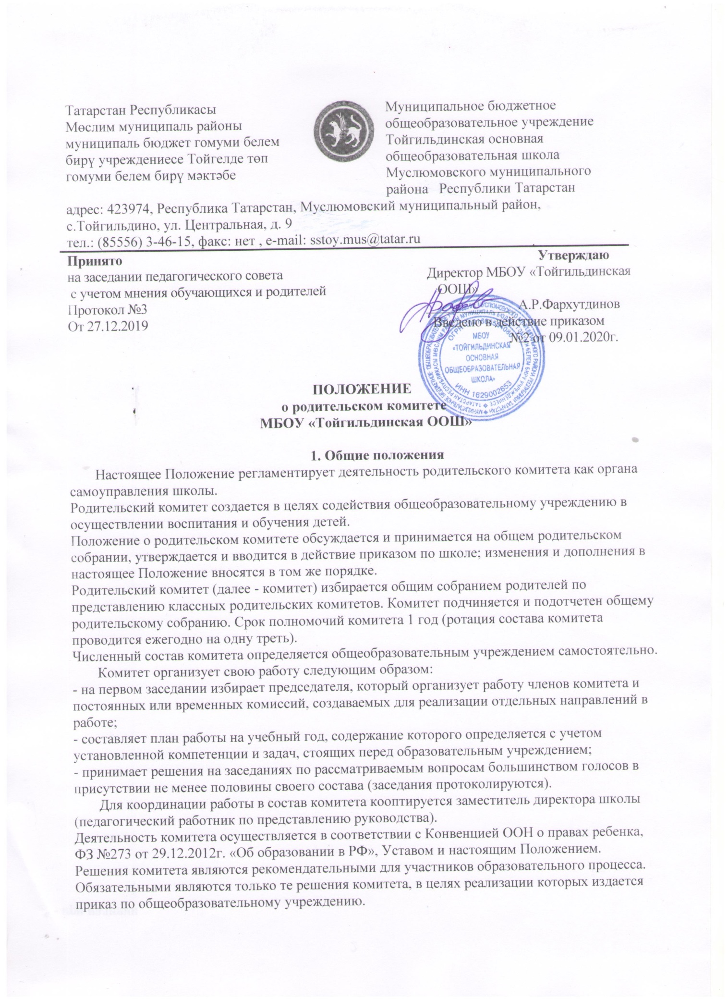 Татарстан Республикасы
Мөслим муниципаль районы
муниципаль бюджет гомуми белем
бирү учреждениесе Тойгелде төп
гомуми белем бирү мәктәбе
Муниципальное бюджетное
общеобразовательное учреждение
Тойгильдинская основная
общеобразовательная школа
Муслюмовского муниципального
района Республики Татарстан
адрес: 423974, Республика Татарстан, Муслюмовский муниципальный район,
с.Тойгильдино, ул. Центральная, д. 9
тел.: (85556) 3-46-15, факс: нет , e-mail: sstoy.mus@tatar.ru
Принято
на заседании педагогического совета
с учетом мнения обучающихся и родителей
Протокол №3
От 27.12.2019
Утверждаю
Директор МБОУ «Тойгильдинская
ООШ»
А.Р.Фархутдинов
Введено в действие приказом
№2 от 09.01.2020г.
МБОУ
«ТОЙГИЛЬДИНСКАЯ
ОСНОВНАЯ
ОБЩЕОБРАЗОВАТЕЛЬНАЯ
ШКОЛА»
ИНН 1629002653
ПОЛОЖЕНИЕ
о родительском комитете
МБОУ «Тойгильдинская ООШ»
1. Общие положения
Настоящее Положение регламентирует деятельность родительского комитета как органа
самоуправления школы.
Родительский комитет создается в целях содействия общеобразовательному учреждению в
осуществлении воспитания и обучения детей.
Положение о родительском комитете обсуждается и принимается на общем родительском
собрании, утверждается и вводится в действие приказом по школе; изменения и дополнения в
настоящее Положение вносятся в том же порядке.
Родительский комитет (далее - комитет) избирается общим собранием родителей по
представлению классных родительских комитетов. Комитет подчиняется и подотчетен общему
родительскому собранию. Срок полномочий комитета 1 год (ротация состава комитета
проводится ежегодно на одну треть).
Численный состав комитета определяется общеобразовательным учреждением самостоятельно.
Комитет организует свою работу следующим образом:
- на первом заседании избирает председателя, который организует работу членов комитета и
постоянных или временных комиссий, создаваемых для реализации отдельных направлений в
работе;
- составляет план работы на учебный год, содержание которого определяется с учетом
установленной компетенции и задач, стоящих перед образовательным учреждением;
- принимает решения на заседаниях по рассматриваемым вопросам большинством голосов в
присутствии не менее половины своего состава (заседания протоколируются).
Для координации работы в состав комитета кооптируется заместитель директора школы
(педагогический работник по представлению руководства).
Деятельность комитета осуществляется в соответствии с Конвенцией ООН о правах ребенка,
ФЗ №273 от 29.12.2012г. «Об образовании в РФ», Уставом и настоящим Положением.
Решения комитета являются рекомендательными для участников образовательного процесса.
Обязательными являются только те решения комитета, в целях реализации которых издается
приказ по общеобразовательному учреждению.